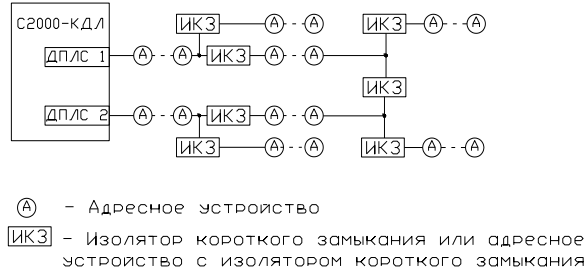 ИКЗ А А ИКЗ А А
С2000-КДЛ
ДПЛС 1 А А ИКЗ А А
ИКЗ
ДПЛС 2 А А ИКЗ А А
ИКЗ А А ИКЗ А А
А - Адресное устройство
ИКЗ - Изолятор короткого замыкания или адресное
устройство с изолятором короткого замыкания